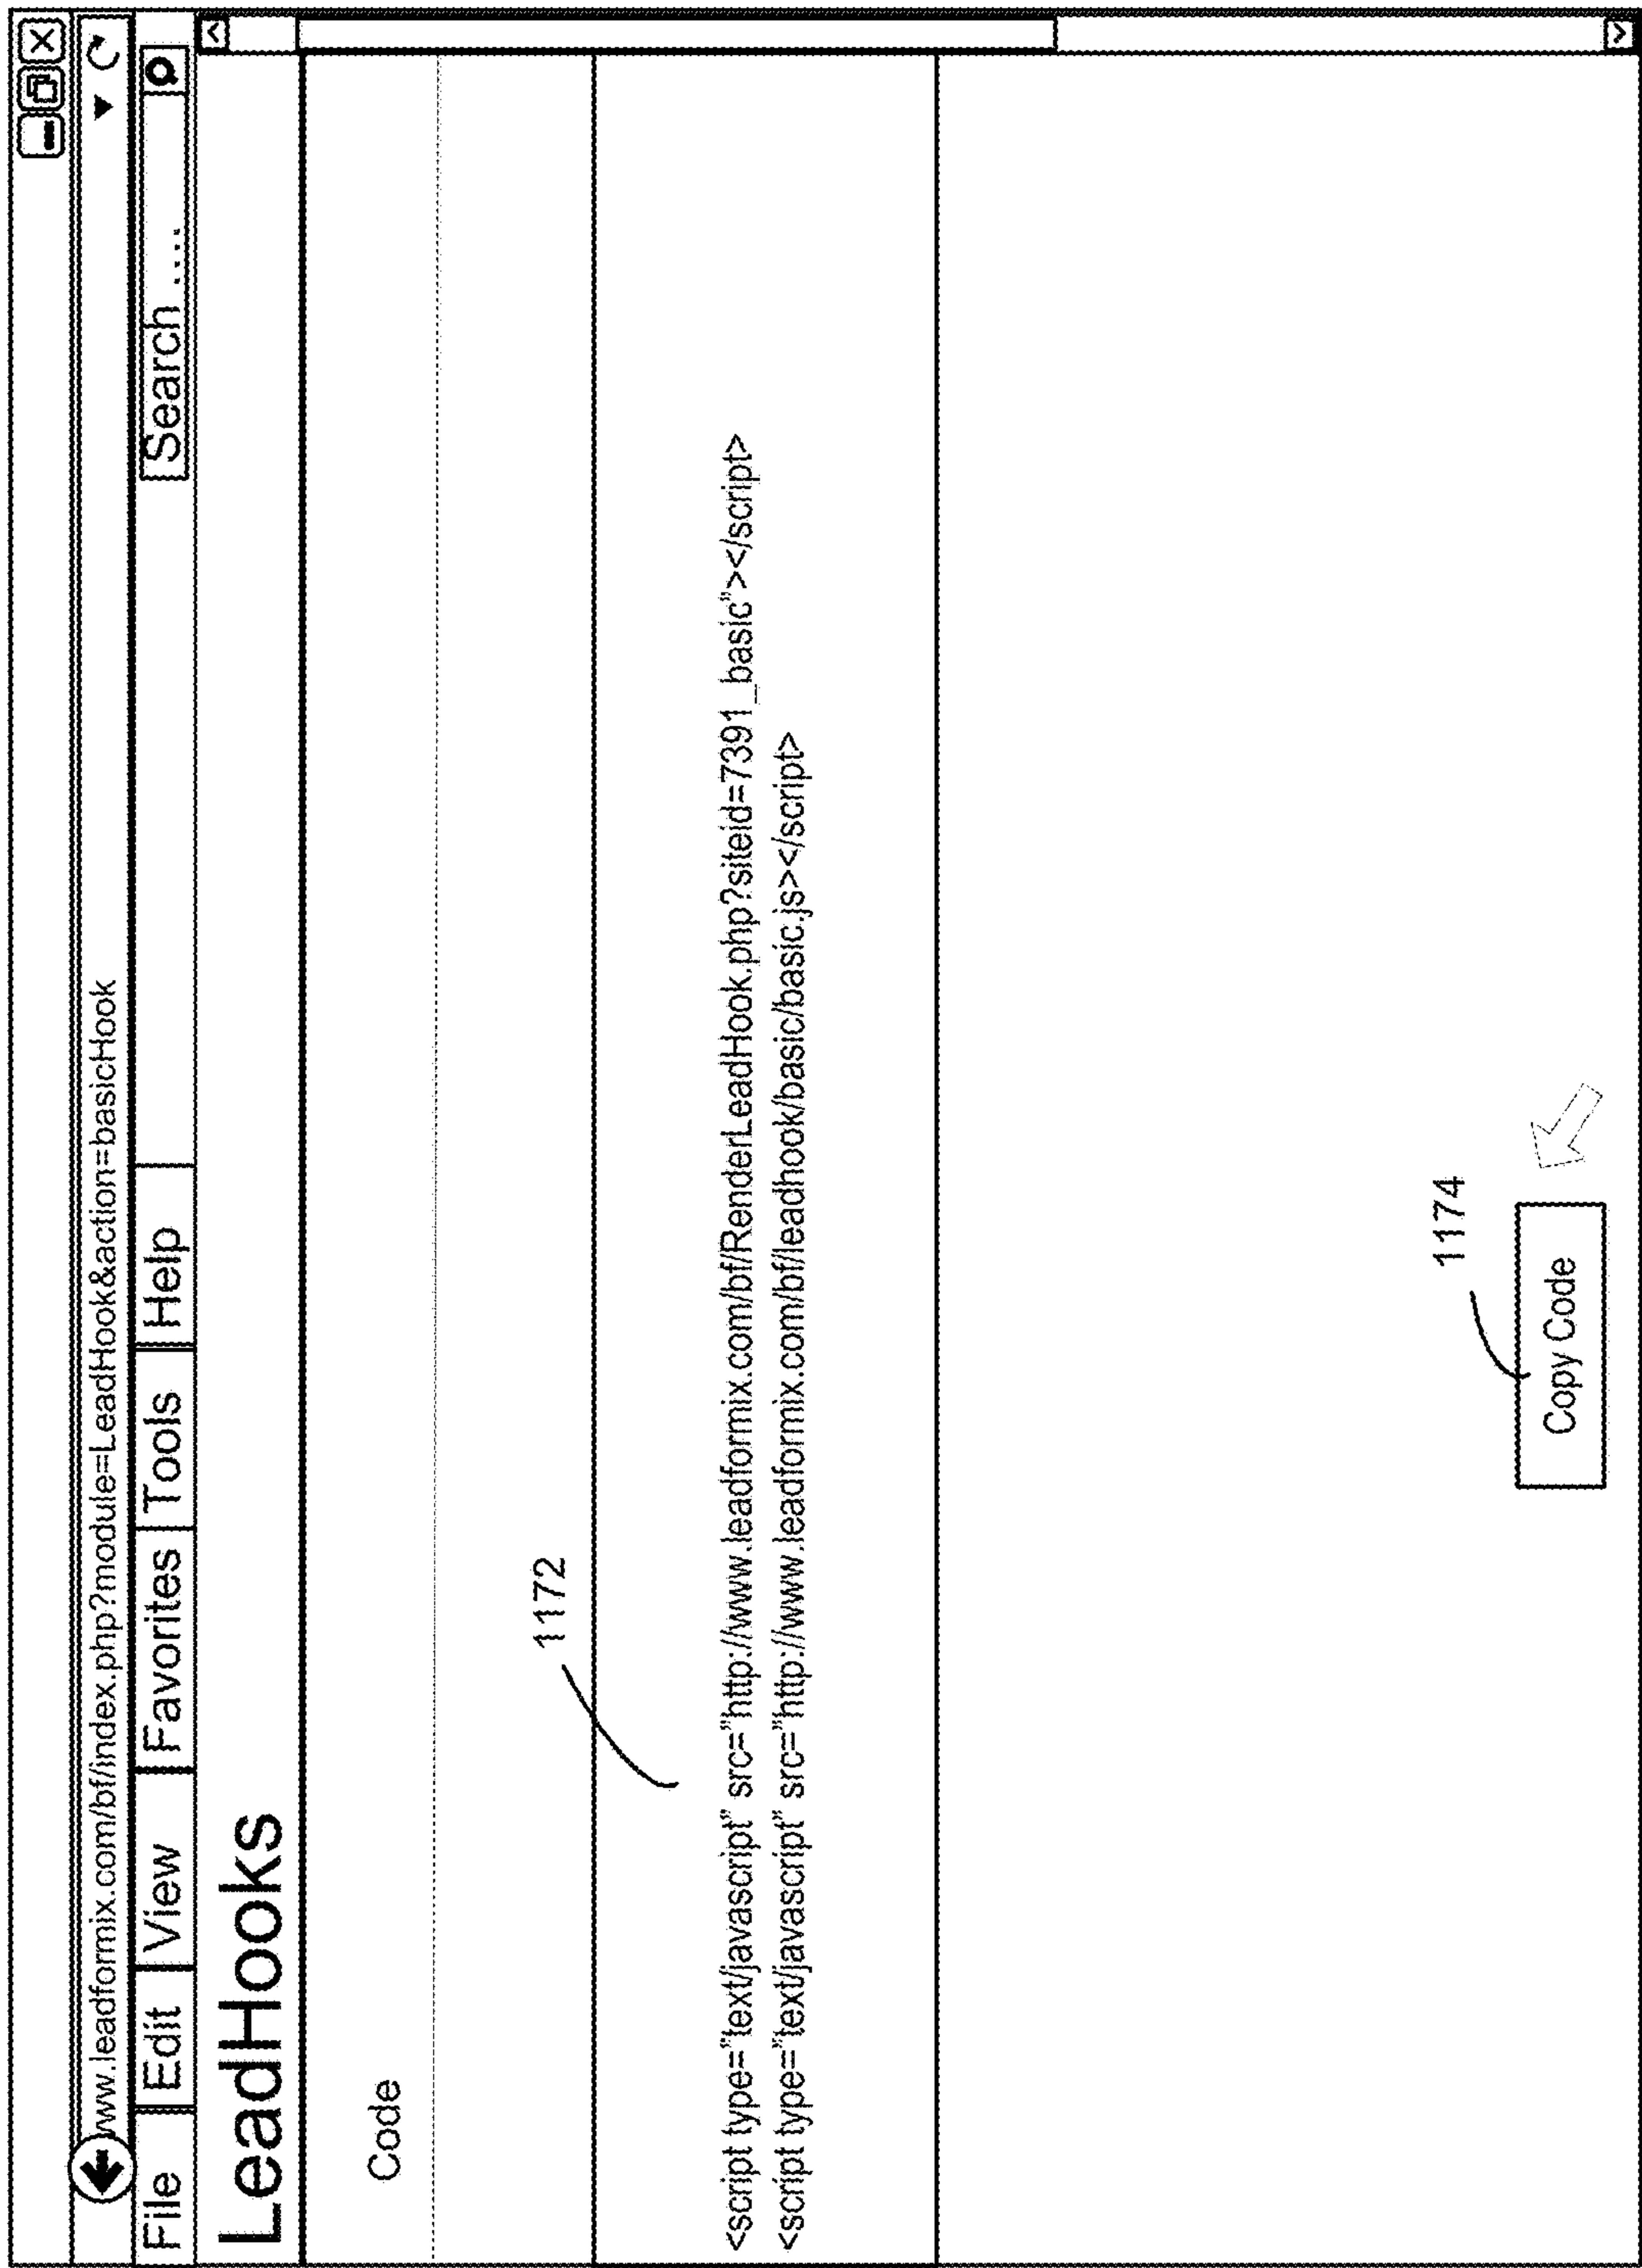 www.leadformix.com/bf/index.php?module=LeadHook&action=basicHook
File Edit View Favorites Tools Help Search ....
LeadHooks
Code
1172
<script type="text/javascript" src="http://www.leadformix.com/bf/RenderLeadHook.php?siteid=7391_basic"></script>
<script type="text/javascript" src="http://www.leadformix.com/bf/leadhook/basic/basic.js></script>
1174
Copy Code